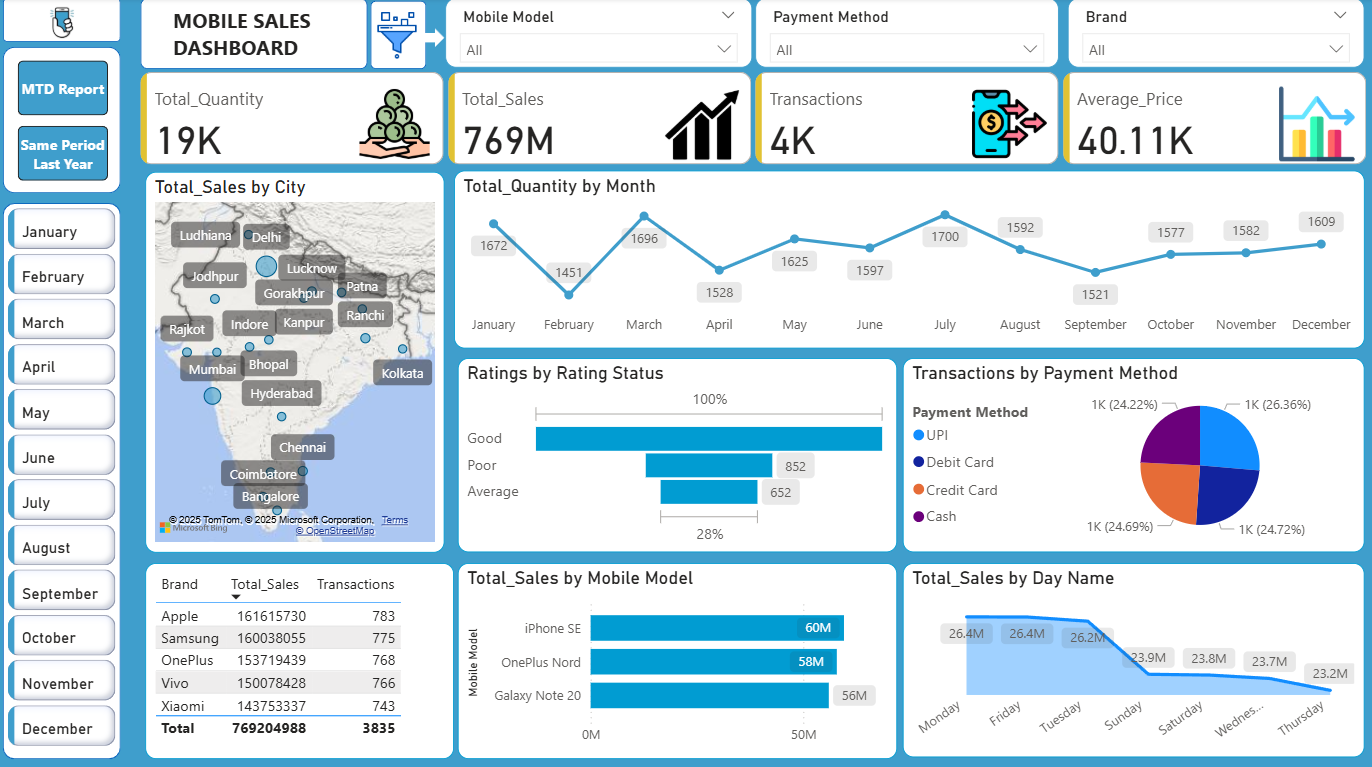 MOBILE SALES
DASHBOARD
Mobile Model
All
Payment Method
All
Brand
All
MTD Report
Same Period
Last Year
January
February
March
April
May
June
July
August
September
October
November
December
Total_Quantity
19K
Total_Sales
769M
Transactions
4K
Average_Price
40.11K
Total_Sales by City
Ludhiana
Delhi
Jodhpur
Lucknow
Gorakhpur
Patna
Rajkot
Indore
Kanpur
Ranchi
Mumbai
Bhopal
Kolkata
Hyderabad
Chennai
Coimbatore
Bangalore
© 2025 TomTom, © 2025 Microsoft Corporation, Terms
Microsoft Bing
© OpenStreetMap
Total_Quantity by Month
1672
1451
1696
1528
1625
1597
1700
1592
1521
1577
1582
1609
January
February
March
April
May
June
July
August
September
October
November
December
Ratings by Rating Status
100%
Good
Poor
852
Average
652
28%
Transactions by Payment Method
Payment Method
UPI
Debit Card
Credit Card
Cash
1K (24.22%)
1K (26.36%)
1K (24.69%)
1K (24.72%)
Brand Total_Sales Transactions
Apple 161615730 783
Samsung 160038055 775
OnePlus 153719439 768
Vivo 150078428 766
Xiaomi 143753337 743
Total 769204988 3835
Total_Sales by Mobile Model
Mobile Model
iPhone SE 60M
OnePlus Nord 58M
Galaxy Note 20 56M
0M 50M
Total_Sales by Day Name
26.4M
26.4M
26.2M
23.9M
23.8M
23.7M
23.2M
Monday
Friday
Tuesday
Sunday
Saturday
Wednes...
Thursday